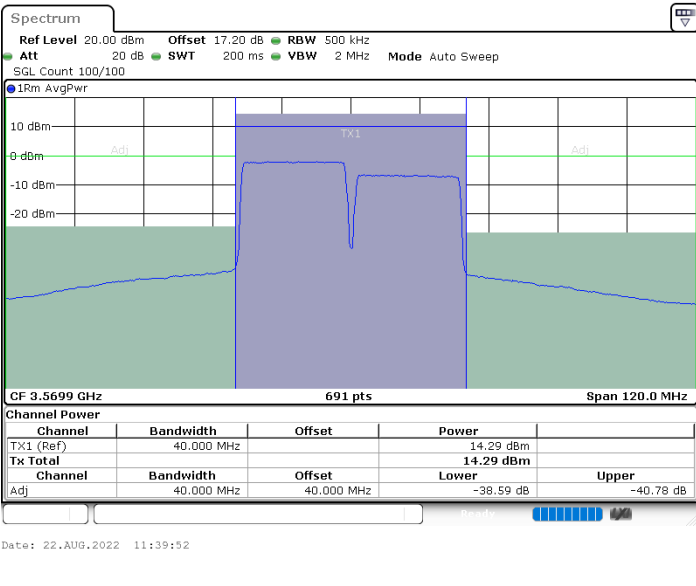 Spectrum
Ref Level 20.00 dBm Offset 17.20 dB RBW 500 kHz
Att 20 dB SWT 200 ms VBW 2 MHz Mode Auto Sweep
SGL Count 100/100
1Rm AvgPwr
10 dBm
TX1
Adj Adj
0 dBm
-10 dBm
-20 dBm
CF 3.5699 GHz 691 pts Span 120.0 MHz
Channel Power
Channel Bandwidth Offset Power
TX1 (Ref) 40.000 MHz 14.29 dBm
Tx Total 14.29 dBm
Channel Bandwidth Offset Lower Upper
Adj 40.000 MHz 40.000 MHz -38.59 dB -40.78 dB
Ready
Date: 22.AUG.2022 11:39:52